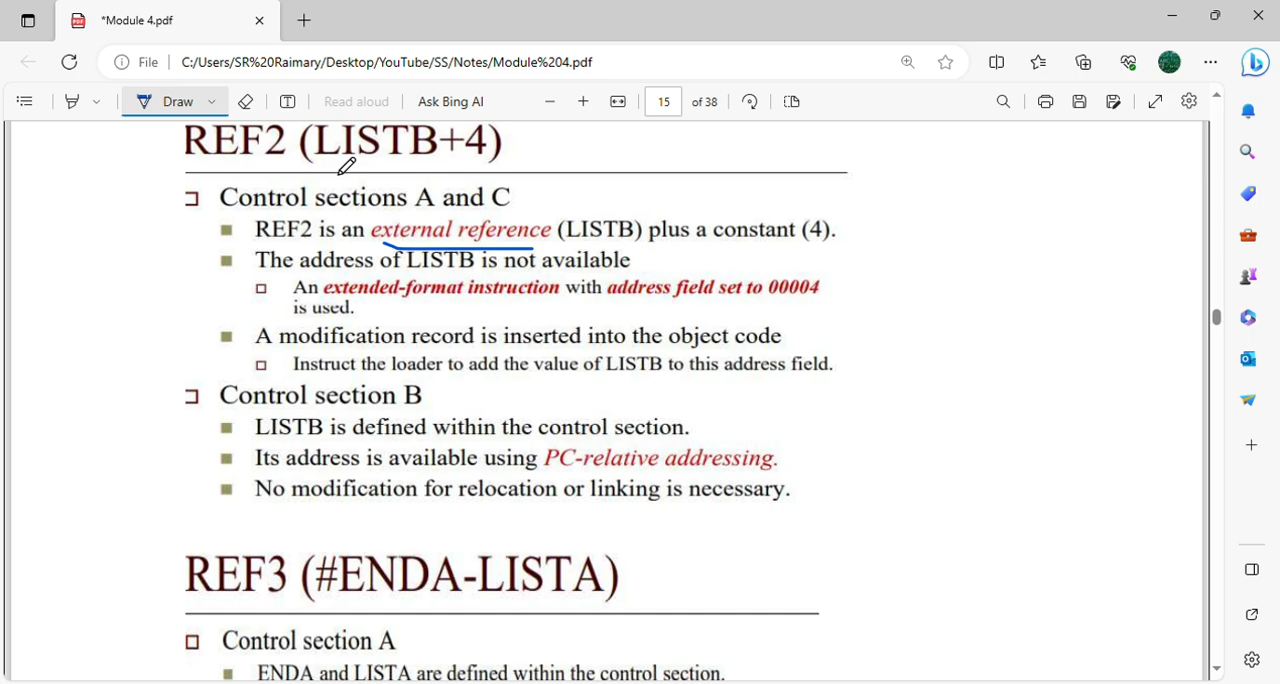 *Module 4.pdf
File
C:/Users/SR%20Raimary/Desktop/YouTube/SS/Notes/Module%204.pdf
Draw
Read aloud
Ask Bing AI
15
of 38
REF2 (LISTB+4)
Control sections A and C
REF2 is an external reference (LISTB) plus a constant (4).
The address of LISTB is not available
An extended-format instruction with address field set to 00004
is used.
A modification record is inserted into the object code
Instruct the loader to add the value of LISTB to this address field.
Control section B
LISTB is defined within the control section.
Its address is available using PC-relative addressing.
No modification for relocation or linking is necessary.
REF3 (#ENDA-LISTA)
Control section A
ENDA and LISTA are defined within the control section.